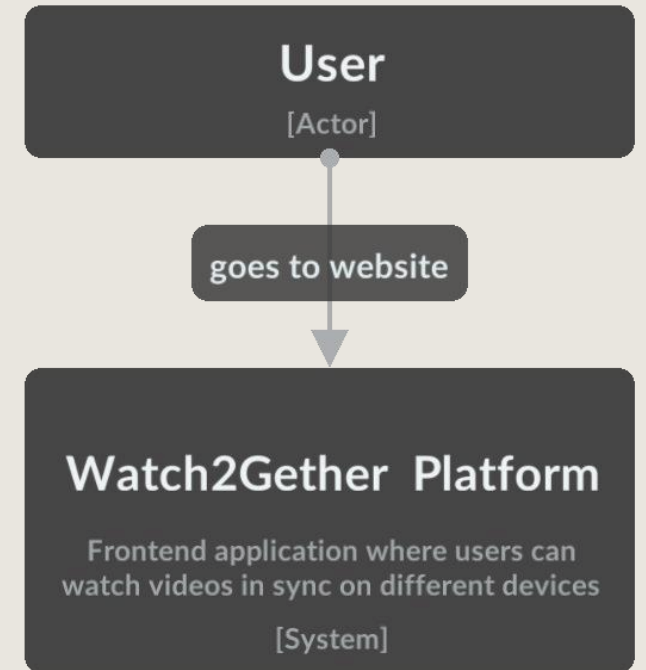 User
[Actor]
goes to website
Watch2Gether Platform
Frontend application where users can
watch videos in sync on different devices
[System]